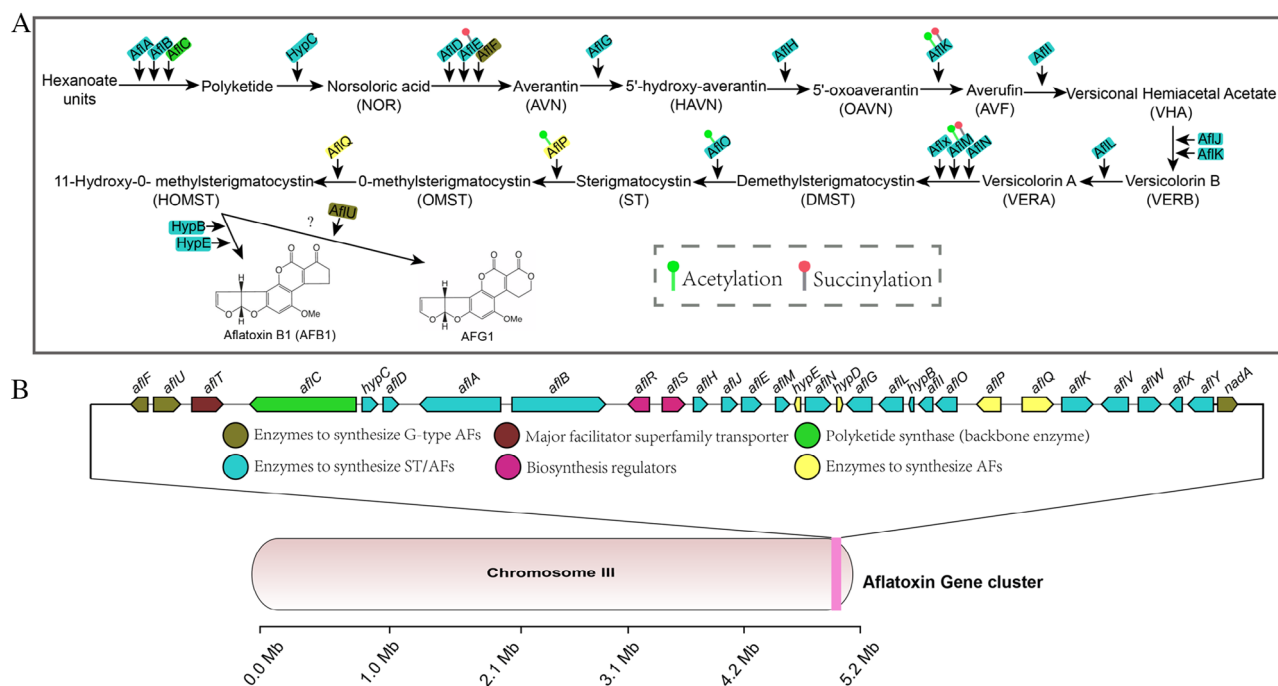 A
AflA AflB AflC HypC AflD AflE AflF AflG AflH AflK AflI
Hexanoate units Polyketide Norsoloric acid (NOR) Averantin (AVN) 5'-hydroxy-averantin (HAVN) 5'-oxoaverantin (OAVN) Averufin (AVF) Versiconal Hemiacetal Acetate (VHA)
AflJ
AflK
AflQ AflP AflO AflX AflM AflN AflL
11-Hydroxy-0- methylsterigmatocystin (HOMST) 0-methylsterigmatocystin (OMST) Sterigmatocystin (ST) Demethylsterigmatocystin (DMST) Versicolorin A (VERA) Versicolorin B (VERB)
HypB
HypE
? AflU
Acetylation Succinylation
O O O O O H H OMe
Aflatoxin B1 (AFB1)
O O O O O O H H OMe
AFG1
B
aflF aflU aflT aflC hypC aflD aflA aflB aflR aflS aflH aflJ aflE aflM hypE aflN hypD aflG aflL hypB aflI aflO aflP aflQ aflK aflV aflW aflX aflY nadA
Enzymes to synthesize G-type AFs Major facilitator superfamily transporter Polyketide synthase (backbone enzyme)
Enzymes to synthesize ST/AFs Biosynthesis regulators Enzymes to synthesize AFs
Chromosome III
Aflatoxin Gene cluster
0.0 Mb 1.0 Mb 2.1 Mb 3.1 Mb 4.2 Mb 5.2 Mb